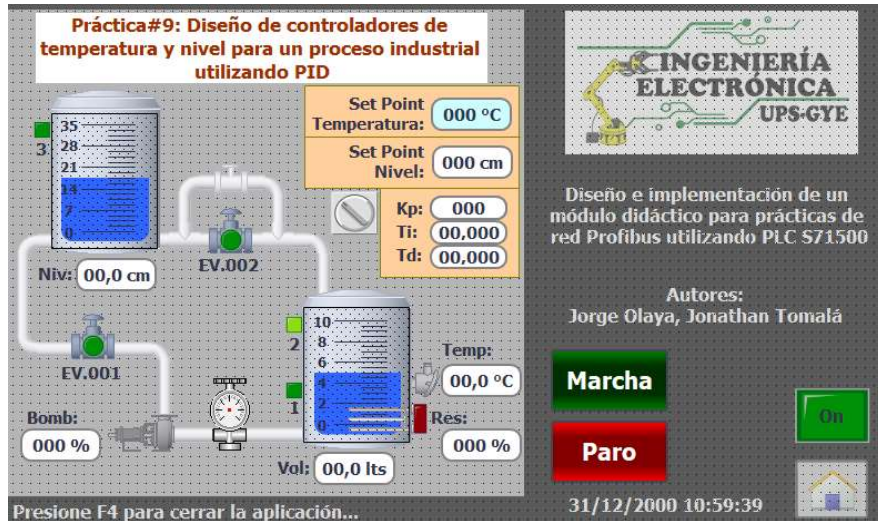 Práctica#9: Diseño de controladores de
temperatura y nivel para un proceso industrial
utilizando PID
INGENIERÍA
ELECTRÓNICA
UPS-GYE
Set Point
Temperatura:
000 ºC
Set Point
Nivel:
000 cm
Kp:
000
Ti:
00,000
Td:
00,000
35
28
21
14
7
0
3
Niv:
00,0 cm
EV.002
EV.001
Diseño e implementación de un
módulo didáctico para prácticas de
red Profibus utilizando PLC S71500
Autores:
Jorge Olaya, Jonathan Tomalá
10
8
6
4
2
0
2
1
Temp:
00,0 ºC
Res:
000 %
Bomb:
000 %
Vol:
00,0 lts
Marcha
Paro
On
31/12/2000 10:59:39
Presione F4 para cerrar la aplicación...